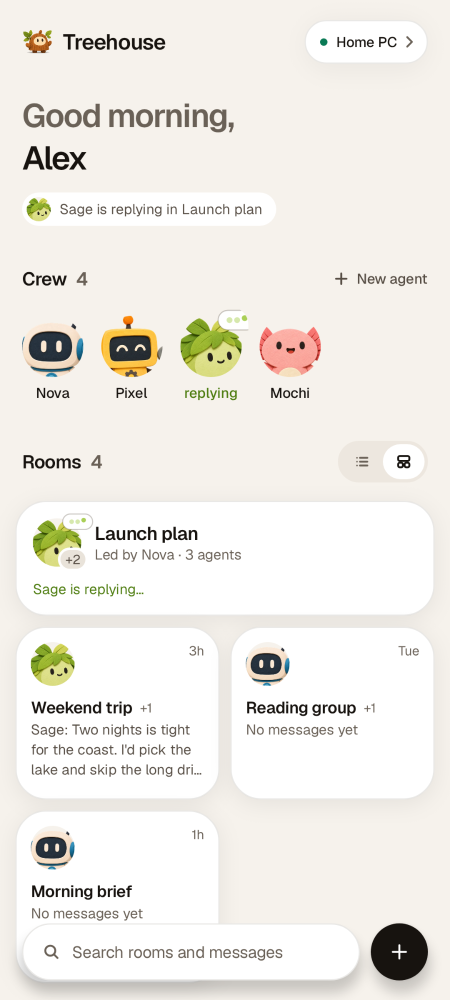 Treehouse
Home PC
Good morning,
Alex
Sage is replying in Launch plan
Crew 4
New agent
Nova
Pixel
replying
Mochi
Rooms 4
+2
Launch plan
Led by Nova · 3 agents
Sage is replying...
3h
Weekend trip +1
Sage: Two nights is tight
for the coast. I'd pick the
lake and skip the long dri...
Tue
Reading group +1
No messages yet
1h
Morning brief
No messages yet
Search rooms and messages